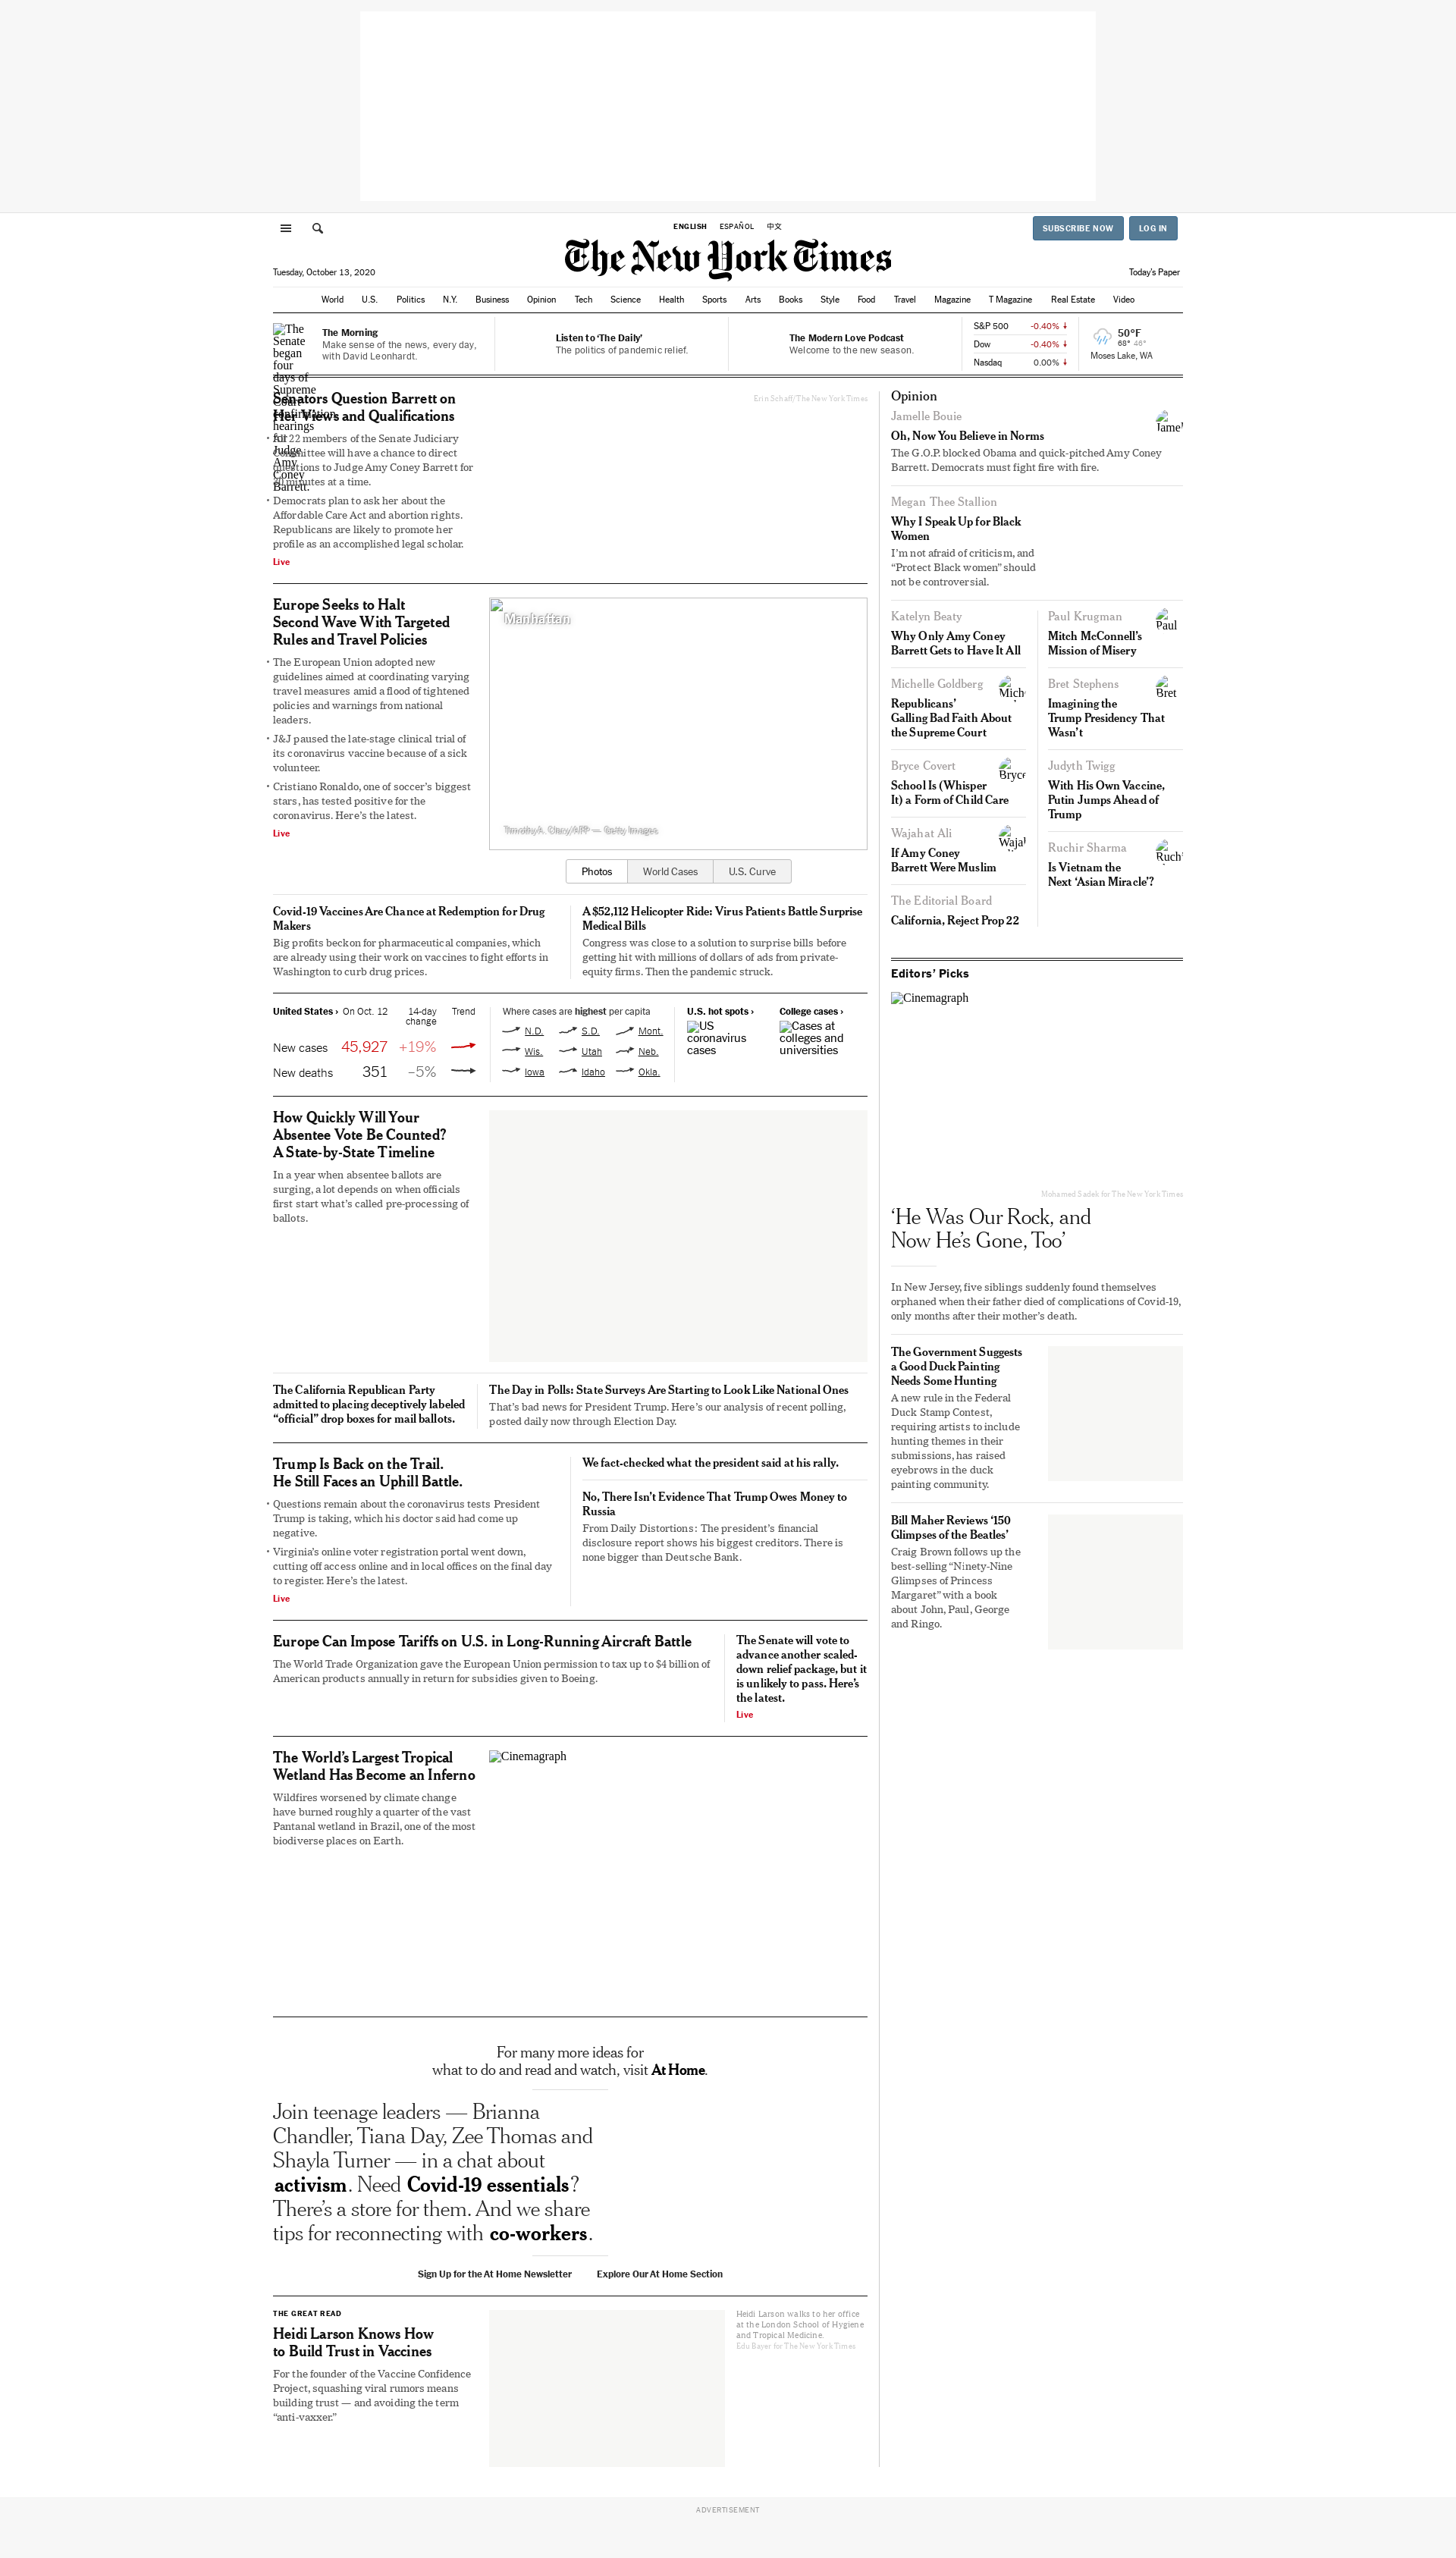 ENGLISH ESPAÑOL 中文
SUBSCRIBE NOW LOG IN
The New York Times
Tuesday, October 13, 2020
Today's Paper
World U.S. Politics N.Y. Business Opinion Tech Science Health Sports Arts Books Style Food Travel Magazine T Magazine Real Estate Video
The Morning
Make sense of the news, every day,
with David Leonhardt.
Listen to ‘The Daily’
The politics of pandemic relief.
The Modern Love Podcast
Welcome to the new season.
S&P 500 -0.40%
Dow -0.40%
Nasdaq 0.00%
50°F
68° 46°
Moses Lake, WA
The
Senate
began
four
days of
Supreme
Court
confirmation
hearings
for
Judge
Amy
Coney
Barrett.
Senators Question Barrett on
Her Views and Qualifications
All 22 members of the Senate Judiciary
Committee will have a chance to direct
questions to Judge Amy Coney Barrett for
30 minutes at a time.
Democrats plan to ask her about the
Affordable Care Act and abortion rights.
Republicans are likely to promote her
profile as an accomplished legal scholar.
Live
Erin Schaff/The New York Times
Europe Seeks to Halt
Second Wave With Targeted
Rules and Travel Policies
The European Union adopted new
guidelines aimed at coordinating varying
travel measures amid a flood of tightened
policies and warnings from national
leaders.
J&J paused the late-stage clinical trial of
its coronavirus vaccine because of a sick
volunteer.
Cristiano Ronaldo, one of soccer’s biggest
stars, has tested positive for the
coronavirus. Here’s the latest.
Live
Manhattan
Timothy A. Clary/AFP — Getty Images
Photos World Cases U.S. Curve
Covid-19 Vaccines Are Chance at Redemption for Drug
Makers
Big profits beckon for pharmaceutical companies, which
are already using their work on vaccines to fight efforts in
Washington to curb drug prices.
A $52,112 Helicopter Ride: Virus Patients Battle Surprise
Medical Bills
Congress was close to a solution to surprise bills before
getting hit with millions of dollars of ads from private-
equity firms. Then the pandemic struck.
United States › On Oct. 12 14-day
change Trend
New cases 45,927 +19%
New deaths 351 –5%
Where cases are highest per capita
N.D. S.D. Mont.
Wis. Utah Neb.
Iowa Idaho Okla.
U.S. hot spots ›
US
coronavirus
cases
College cases ›
Cases at
colleges and
universities
How Quickly Will Your
Absentee Vote Be Counted?
A State-by-State Timeline
In a year when absentee ballots are
surging, a lot depends on when officials
first start what’s called pre-processing of
ballots.
The California Republican Party
admitted to placing deceptively labeled
“official” drop boxes for mail ballots.
The Day in Polls: State Surveys Are Starting to Look Like National Ones
That’s bad news for President Trump. Here’s our analysis of recent polling,
posted daily now through Election Day.
Trump Is Back on the Trail.
He Still Faces an Uphill Battle.
Questions remain about the coronavirus tests President
Trump is taking, which his doctor said had come up
negative.
Virginia’s online voter registration portal went down,
cutting off access online and in local offices on the final day
to register. Here’s the latest.
Live
We fact-checked what the president said at his rally.
No, There Isn’t Evidence That Trump Owes Money to
Russia
From Daily Distortions: The president’s financial
disclosure report shows his biggest creditors. There is
none bigger than Deutsche Bank.
Europe Can Impose Tariffs on U.S. in Long-Running Aircraft Battle
The World Trade Organization gave the European Union permission to tax up to $4 billion of
American products annually in return for subsidies given to Boeing.
The Senate will vote to
advance another scaled-
down relief package, but it
is unlikely to pass. Here’s
the latest.
Live
The World’s Largest Tropical
Wetland Has Become an Inferno
Wildfires worsened by climate change
have burned roughly a quarter of the vast
Pantanal wetland in Brazil, one of the most
biodiverse places on Earth.
Cinemagraph
For many more ideas for
what to do and read and watch, visit At Home.
Join teenage leaders — Brianna
Chandler, Tiana Day, Zee Thomas and
Shayla Turner — in a chat about
activism. Need Covid-19 essentials?
There’s a store for them. And we share
tips for reconnecting with co-workers.
Sign Up for the At Home Newsletter Explore Our At Home Section
THE GREAT READ
Heidi Larson Knows How
to Build Trust in Vaccines
For the founder of the Vaccine Confidence
Project, squashing viral rumors means
building trust — and avoiding the term
“anti-vaxxer.”
Heidi Larson walks to her office
at the London School of Hygiene
and Tropical Medicine.
Edu Bayer for The New York Times
Opinion
Jamelle Bouie
Jamel
Oh, Now You Believe in Norms
The G.O.P. blocked Obama and quick-pitched Amy Coney
Barrett. Democrats must fight fire with fire.
Megan Thee Stallion
Why I Speak Up for Black
Women
I’m not afraid of criticism, and
“Protect Black women” should
not be controversial.
Katelyn Beaty
Why Only Amy Coney
Barrett Gets to Have It All
Michelle Goldberg
Mich
Republicans’
Galling Bad Faith About
the Supreme Court
Bryce Covert
Bryce
School Is (Whisper
It) a Form of Child Care
Wajahat Ali
Wajah
If Amy Coney
Barrett Were Muslim
The Editorial Board
California, Reject Prop 22
Paul Krugman
Paul
Mitch McConnell’s
Mission of Misery
Bret Stephens
Bret
Imagining the
Trump Presidency That
Wasn’t
Judyth Twigg
With His Own Vaccine,
Putin Jumps Ahead of
Trump
Ruchir Sharma
Ruchi
Is Vietnam the
Next ‘Asian Miracle’?
Editors’ Picks
Cinemagraph
Mohamed Sadek for The New York Times
‘He Was Our Rock, and
Now He’s Gone, Too’
In New Jersey, five siblings suddenly found themselves
orphaned when their father died of complications of Covid-19,
only months after their mother’s death.
The Government Suggests
a Good Duck Painting
Needs Some Hunting
A new rule in the Federal
Duck Stamp Contest,
requiring artists to include
hunting themes in their
submissions, has raised
eyebrows in the duck
painting community.
Bill Maher Reviews ‘150
Glimpses of the Beatles’
Craig Brown follows up the
best-selling “Ninety-Nine
Glimpses of Princess
Margaret” with a book
about John, Paul, George
and Ringo.
ADVERTISEMENT